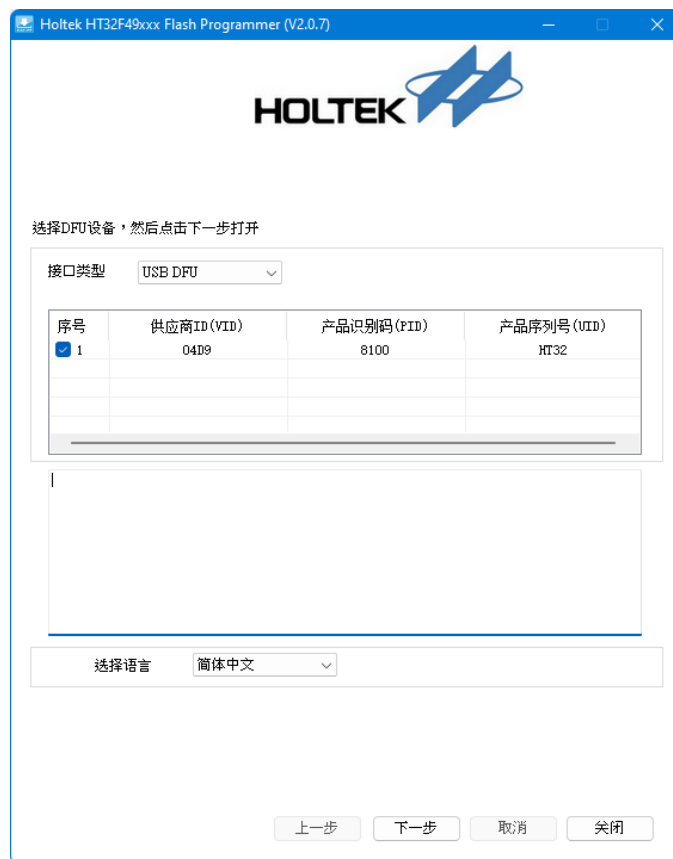 Holtek HT32F49xxx Flash Programmer (V2.0.7)
HOLTEK
选择DFU设备，然后点击下一步打开
接口类型 USB DFU
序号 供应商ID(VID) 产品识别码(PID) 产品序列号(UID)
1 04D9 8100 HT32
选择语言 简体中文
上一步 下一步 取消 关闭